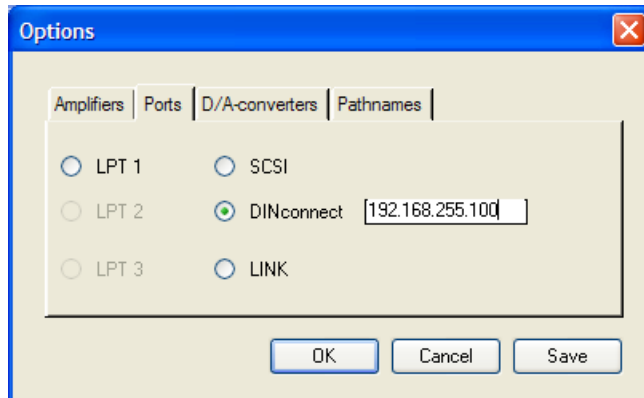 Options
Amplifiers Ports D/A-converters Pathnames
LPT 1 SCSI
LPT 2 DINconnect 192.168.255.100
LPT 3 LINK
OK Cancel Save